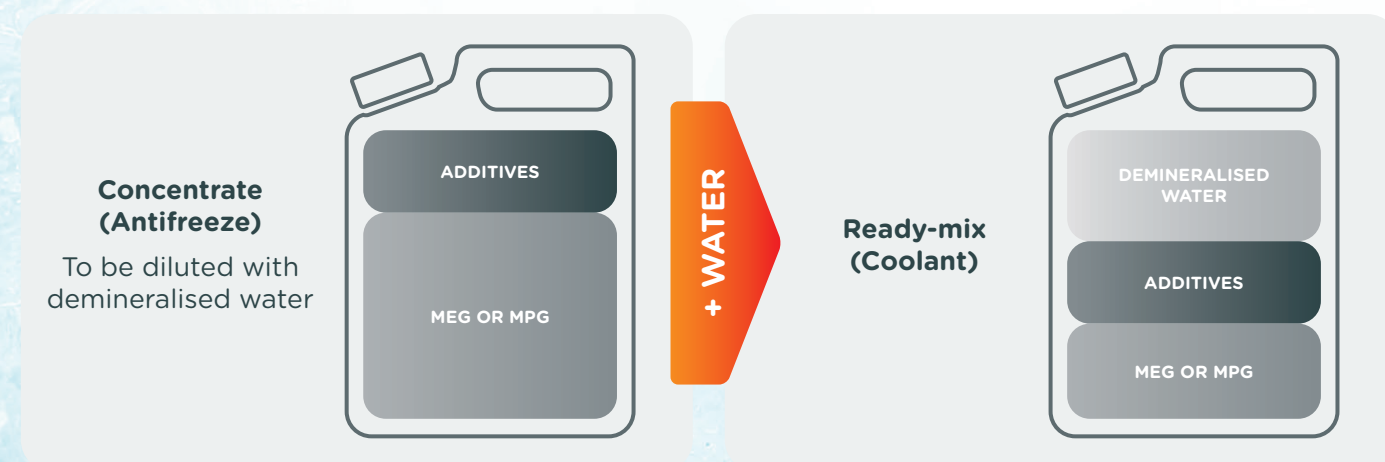 Concentrate
(Antifreeze)
To be diluted with
demineralised water
ADDITIVES
MEG OR MPG
+ WATER
Ready-mix
(Coolant)
DEMINERALISED
WATER
ADDITIVES
MEG OR MPG